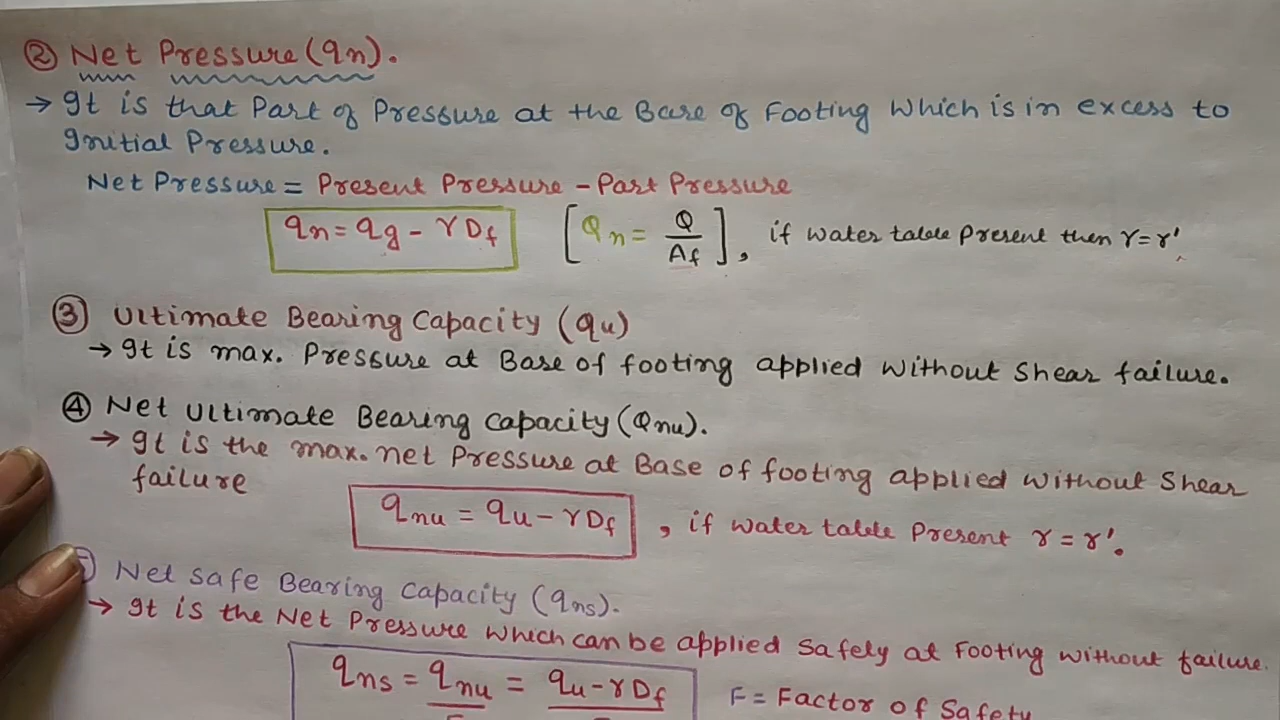 ② Net Pressure (qn).
→ It is that Part of Pressure at the Base of Footing Which is in excess to
Initial Pressure.
Net Pressure = Present Pressure - Part Pressure
qn = qg - γDf [Qn = Q/Af], if water table present then γ = γ'
③ Ultimate Bearing Capacity (qu)
→ It is max. Pressure at Base of footing applied without Shear failure.
④ Net Ultimate Bearing Capacity (Qnu).
→ It is the max. net Pressure at Base of footing applied without Shear
failure
qnu = qu - γDf, if water table Present γ = γ'.
Net Safe Bearing Capacity (qns).
→ It is the Net Pressure which can be applied Safely at Footing without failure.
qns = qnu = qu - γDf F = Factor of Safety